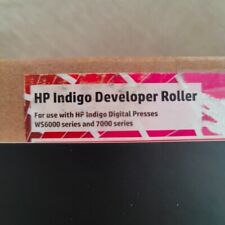 HP Indigo Developer Roller
For use with HP Indigo Digital Presses
WS6000 series and 7000 series